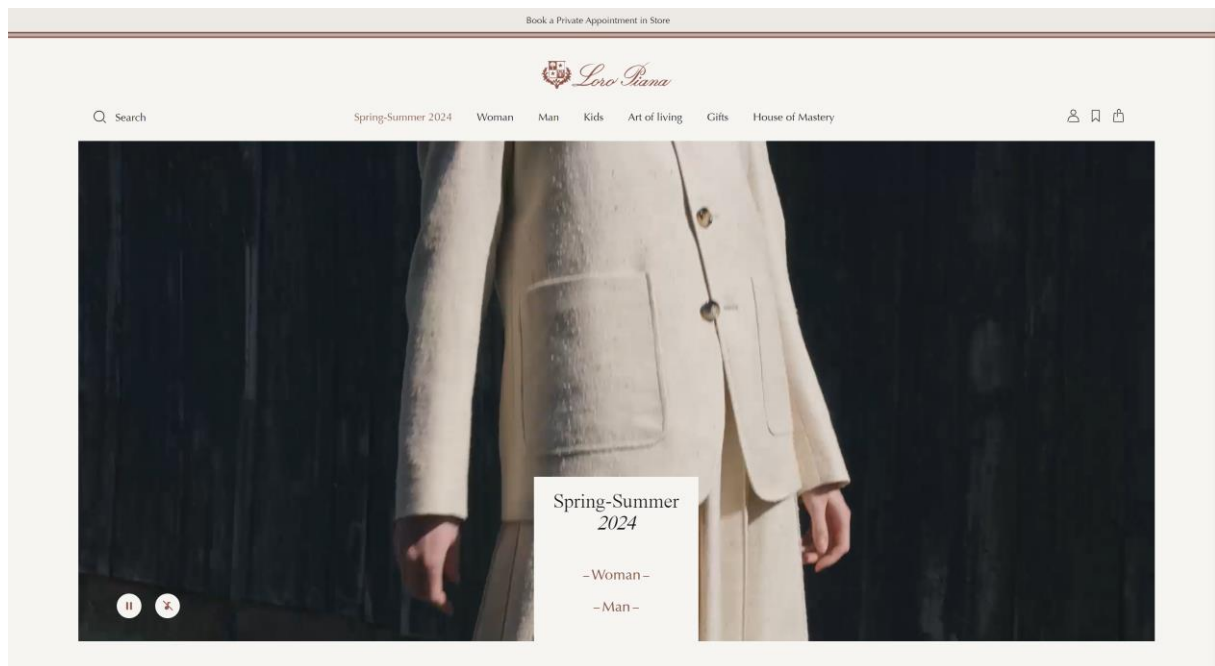 Book a Private Appointment in Store
Loro Piana
Search
Spring-Summer 2024 Woman Man Kids Art of living Gifts House of Mastery
Spring-Summer
2024
–Woman–
–Man–